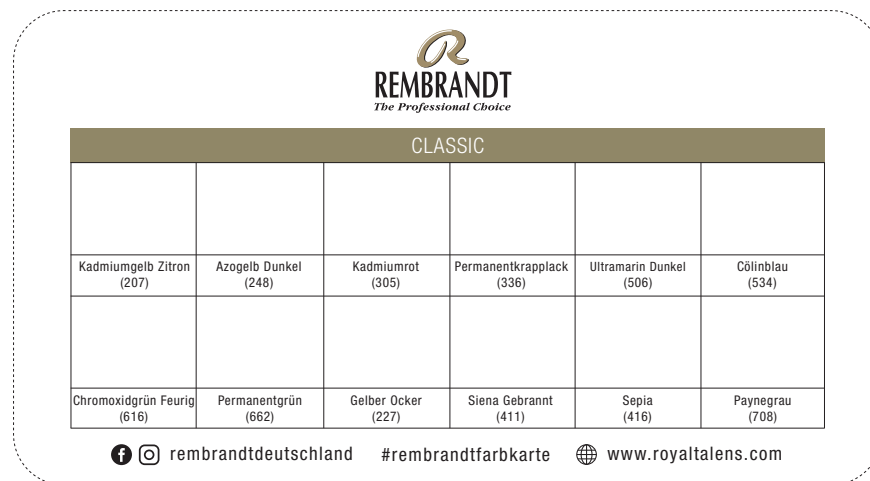 REMBRANDT
The Professional Choice
CLASSIC
Kadmiumgelb Zitron
(207)
Azogelb Dunkel
(248)
Kadmiumrot
(305)
Permanentkrapplack
(336)
Ultramarin Dunkel
(506)
Cölinblau
(534)
Chromoxidgrün Feurig
(616)
Permanentgrün
(662)
Gelber Ocker
(227)
Siena Gebrannt
(411)
Sepia
(416)
Paynegrau
(708)
rembrandtdeutschland #rembrandtfarbkarte www.royaltalens.com